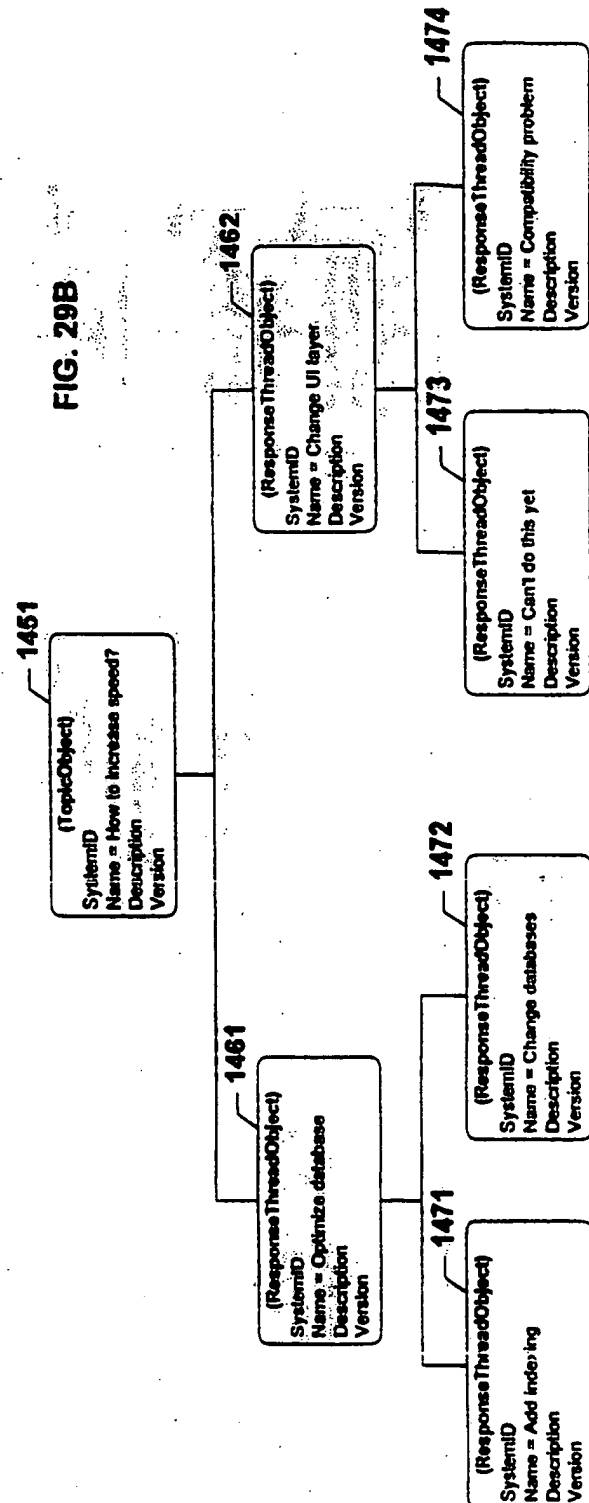 FIG. 29B
1451
(TopicObject)
SystemID
Name = How to increase speed?
Description
Version
1461
(ResponseThreadObject)
SystemID
Name = Optimize database
Description
Version
1462
(ResponseThreadObject)
SystemID
Name = Change UI layer
Description
Version
1471
(ResponseThreadObject)
SystemID
Name = Add indexing
Description
Version
1472
(ResponseThreadObject)
SystemID
Name = Change databases
Description
Version
1473
(ResponseThreadObject)
SystemID
Name = Can't do this yet
Description
Version
1474
(ResponseThreadObject)
SystemID
Name = Compatibility problem
Description
Version